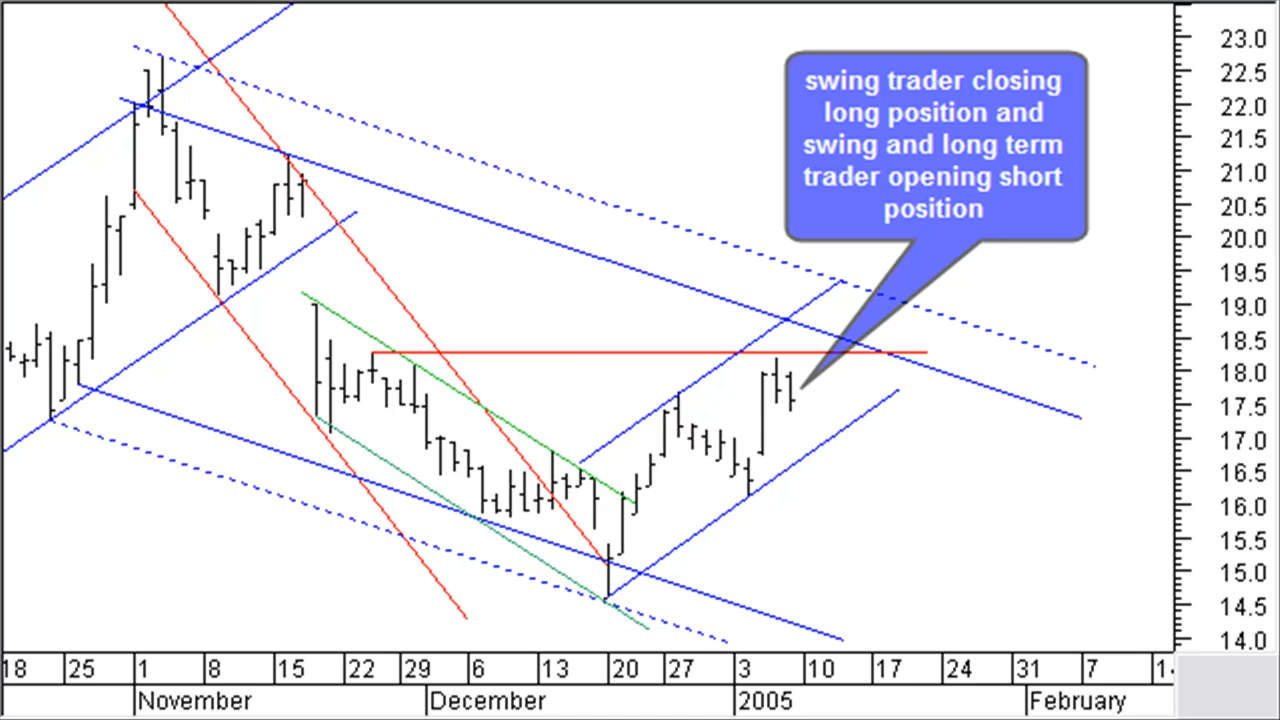 swing trader closing
long position and
swing and long term
trader opening short
position
23.0
22.5
22.0
21.5
21.0
20.5
20.0
19.5
19.0
18.5
18.0
17.5
17.0
16.5
16.0
15.5
15.0
14.5
14.0
18 25 1 8 15 22 29 6 13 20 27 3 10 17 24 31 7
November December 2005 February